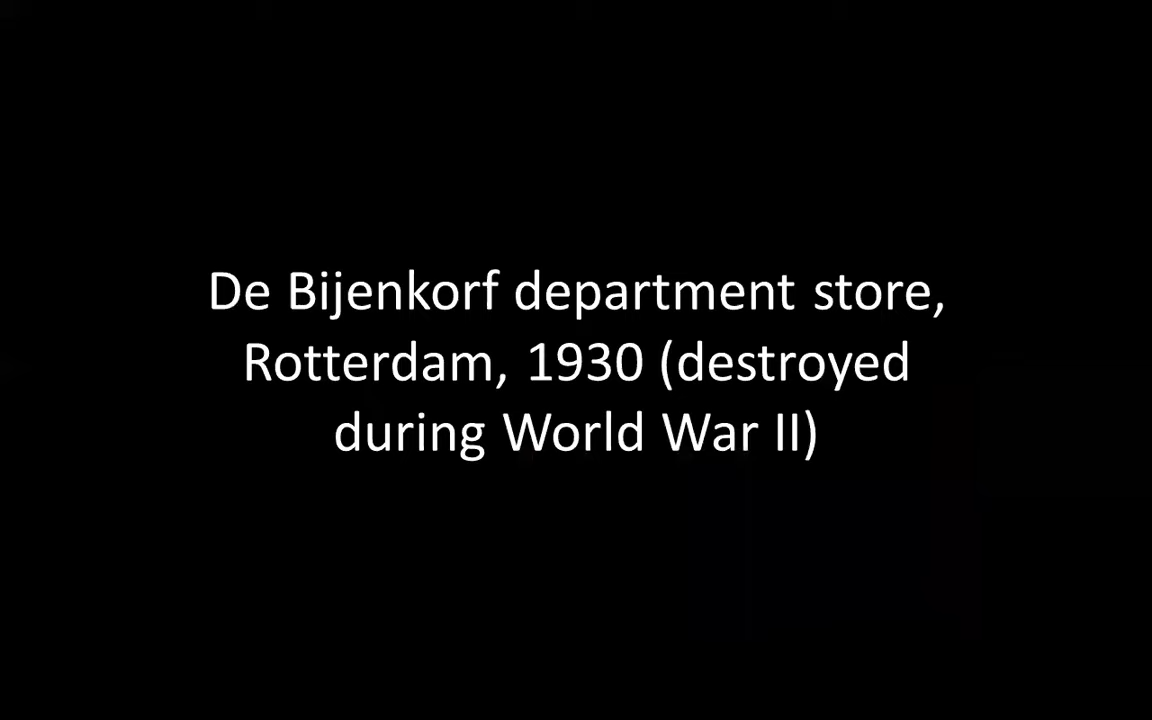 De Bijenkorf department store,
Rotterdam, 1930 (destroyed
during World War II)